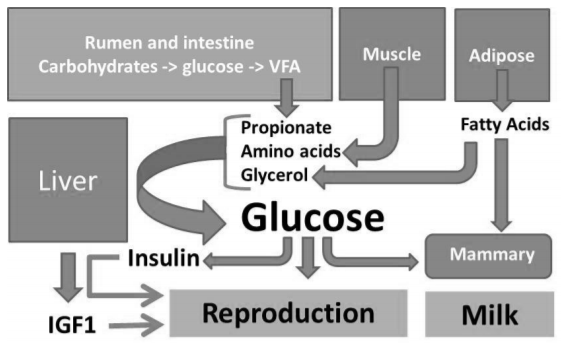 Rumen and intestine
Carbohydrates -> glucose -> VFA
Muscle
Adipose
Propionate
Amino acids
Glycerol
Fatty Acids
Liver
Glucose
Insulin
Mammary
IGF1
Reproduction
Milk